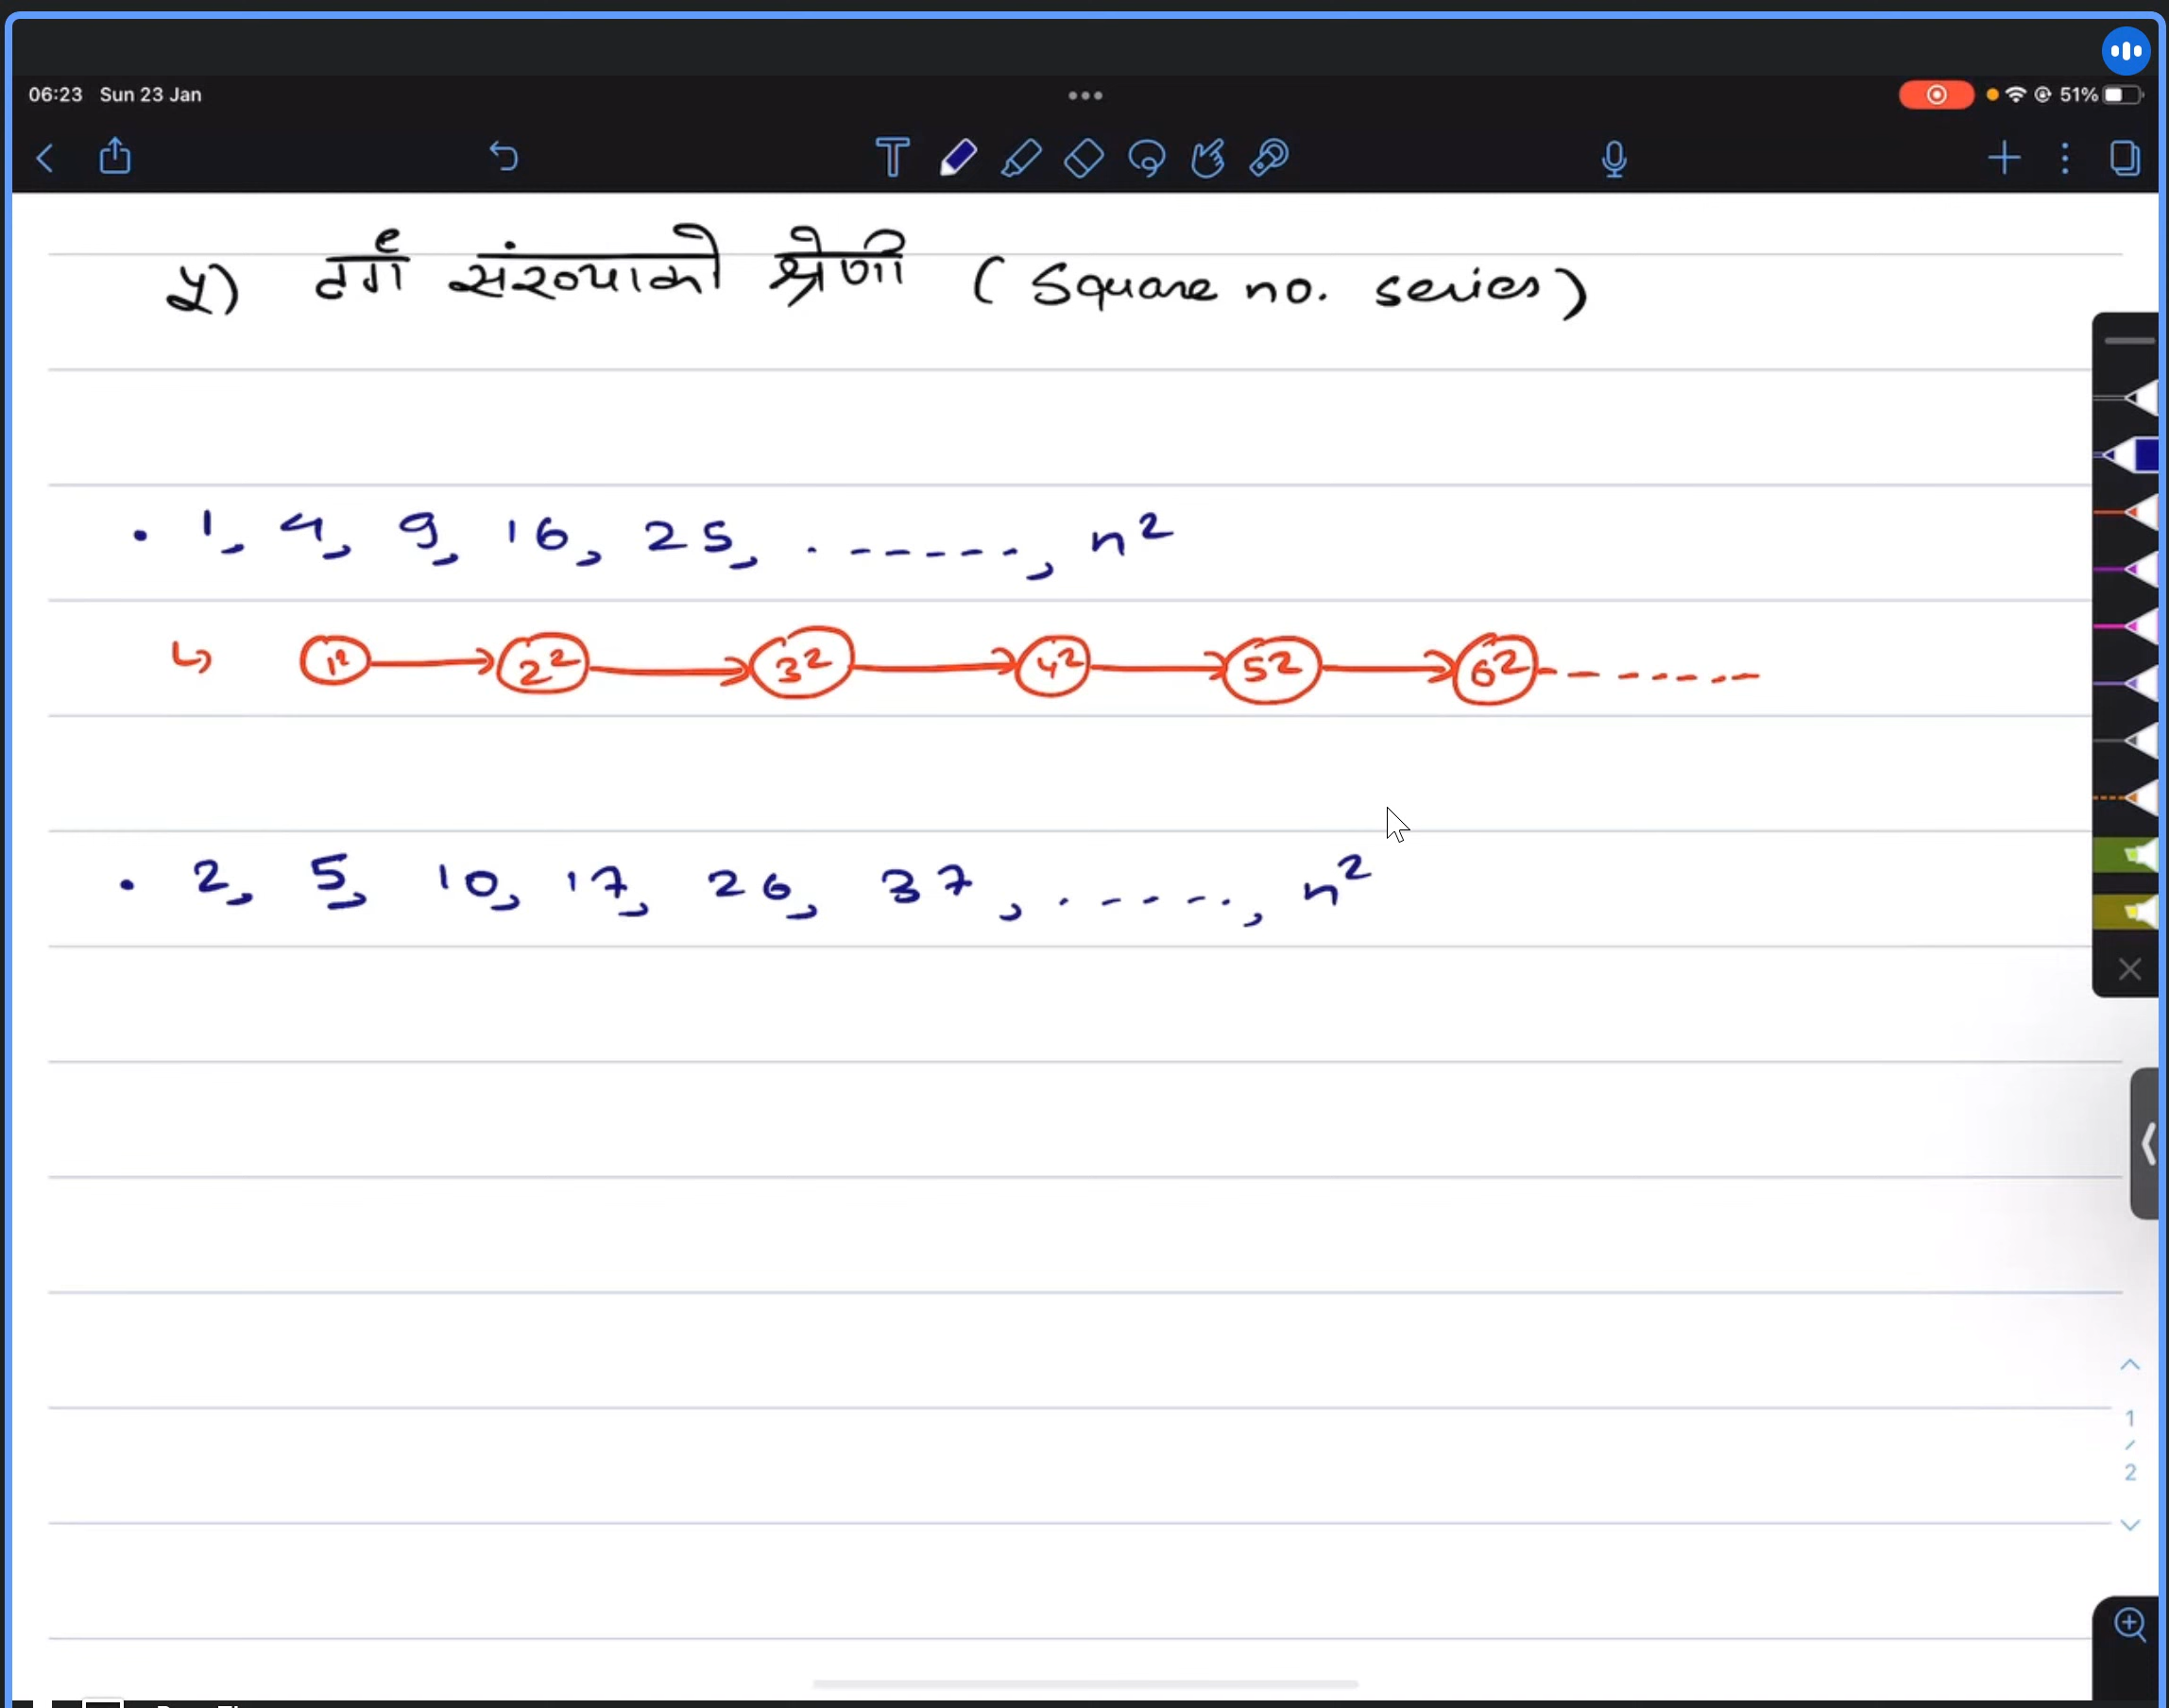 06:23 Sun 23 Jan
51%
५) वर्ग संख्याको श्रेणी (Square no. series)
• 1, 4, 9, 16, 25, ......, n²
↳ 1² → 2² → 3² → 4² → 5² → 6² -------
• 2, 5, 10, 17, 26, 37, ......, n²
1
/
2